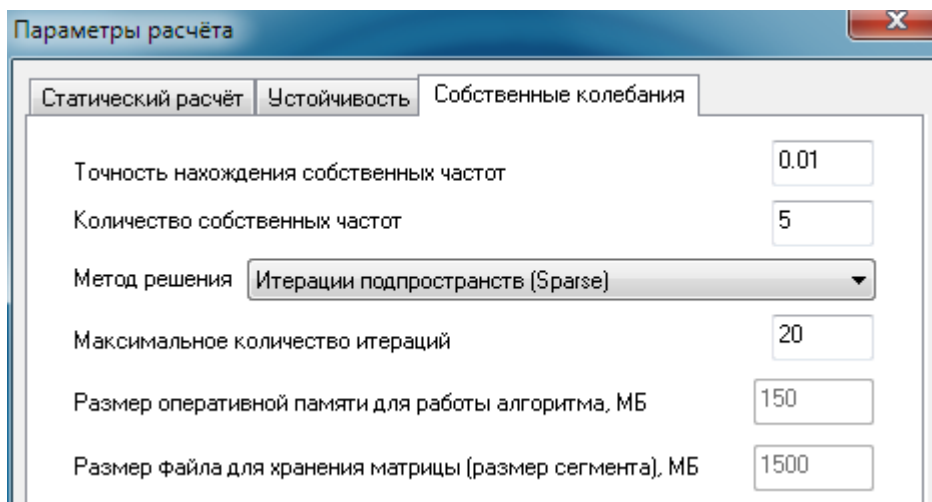 Параметры расчёта
Статический расчёт Устойчивость Собственные колебания
Точность нахождения собственных частот 0.01
Количество собственных частот 5
Метод решения Итерации подпространств (Sparse)
Максимальное количество итераций 20
Размер оперативной памяти для работы алгоритма, МБ 150
Размер файла для хранения матрицы (размер сегмента), МБ 1500